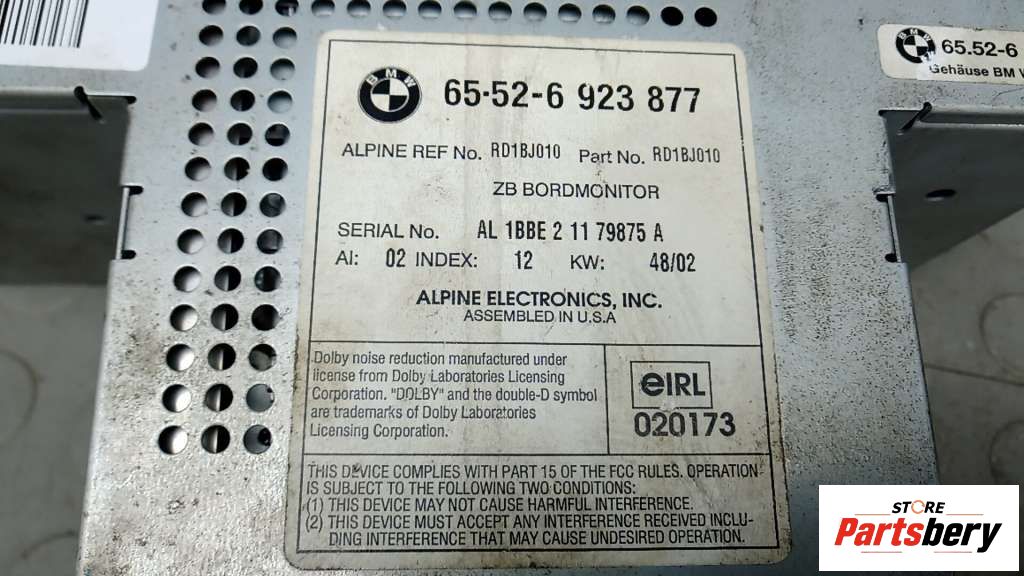 BMW
65-52-6 923 877
ALPINE REF No. RD1BJ010 Part No. RD1BJ010
ZB BORDMONITOR
SERIAL No. AL 1BBE 2 11 79875 A
AI: 02 INDEX: 12 KW: 48/02
ALPINE ELECTRONICS, INC.
ASSEMBLED IN U.S.A
Dolby noise reduction manufactured under
license from Dolby Laboratories Licensing
Corporation. "DOLBY" and the double-D symbol
are trademarks of Dolby Laboratories
Licensing Corporation.
eIRL
020173
THIS DEVICE COMPLIES WITH PART 15 OF THE FCC RULES. OPERATION
IS SUBJECT TO THE FOLLOWING TWO CONDITIONS:
(1) THIS DEVICE MAY NOT CAUSE HARMFUL INTERFERENCE.
(2) THIS DEVICE MUST ACCEPT ANY INTERFERENCE RECEIVED INCLU-
DING INTERFERENCE THAT MAY CAUSE UNDESIRED OPERATION.
BMW
65.52-6
Gehäuse BM
STORE
Partsbery